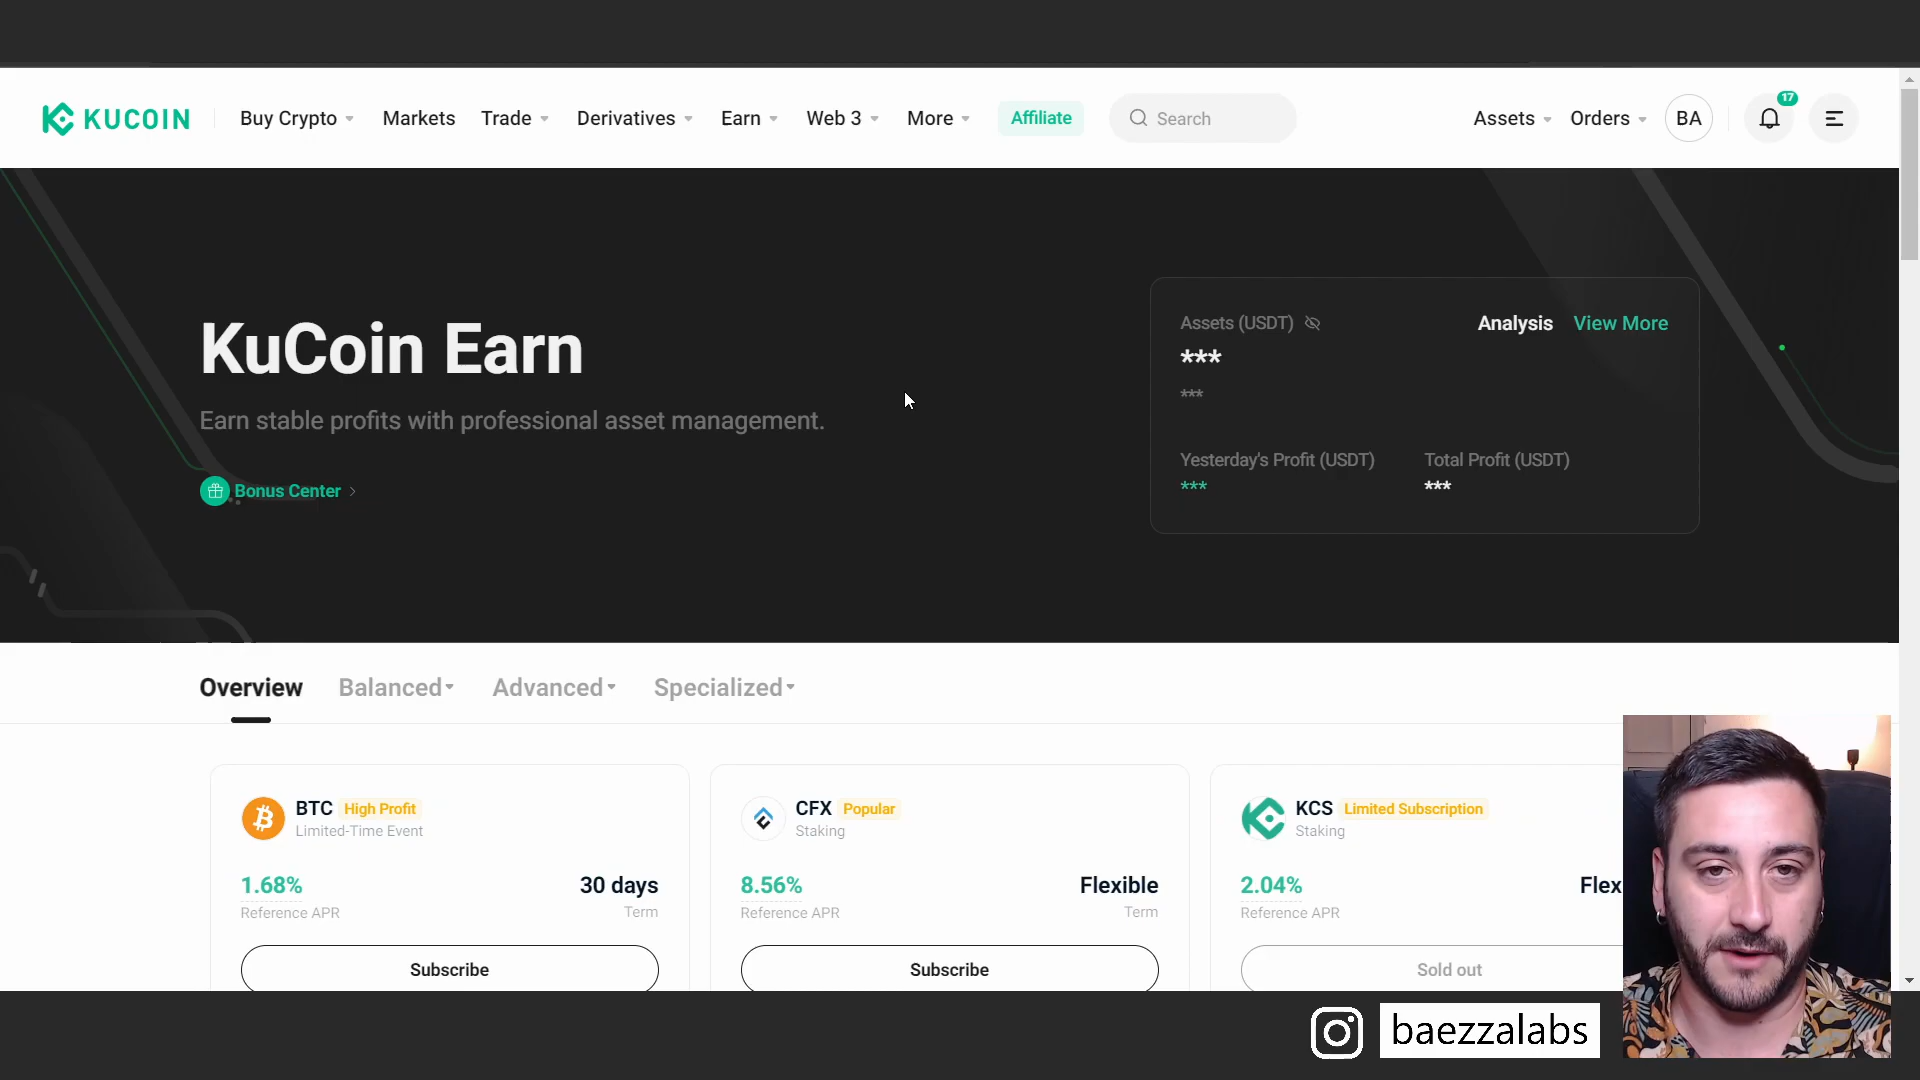 KUCOIN
Buy Crypto Markets Trade Derivatives Earn Web 3 More Affiliate Search Assets Orders BA 17
KuCoin Earn
Earn stable profits with professional asset management.
Bonus Center
Assets (USDT) Analysis View More
***
***
Yesterday's Profit (USDT) Total Profit (USDT)
*** ***
Overview Balanced Advanced Specialized
BTC High Profit
Limited-Time Event
1.68% 30 days
Reference APR Term
Subscribe
CFX Popular
Staking
8.56% Flexible
Reference APR Term
Subscribe
KCS Limited Subscription
Staking
2.04% Flex
Reference APR
Sold out
baezzalabs